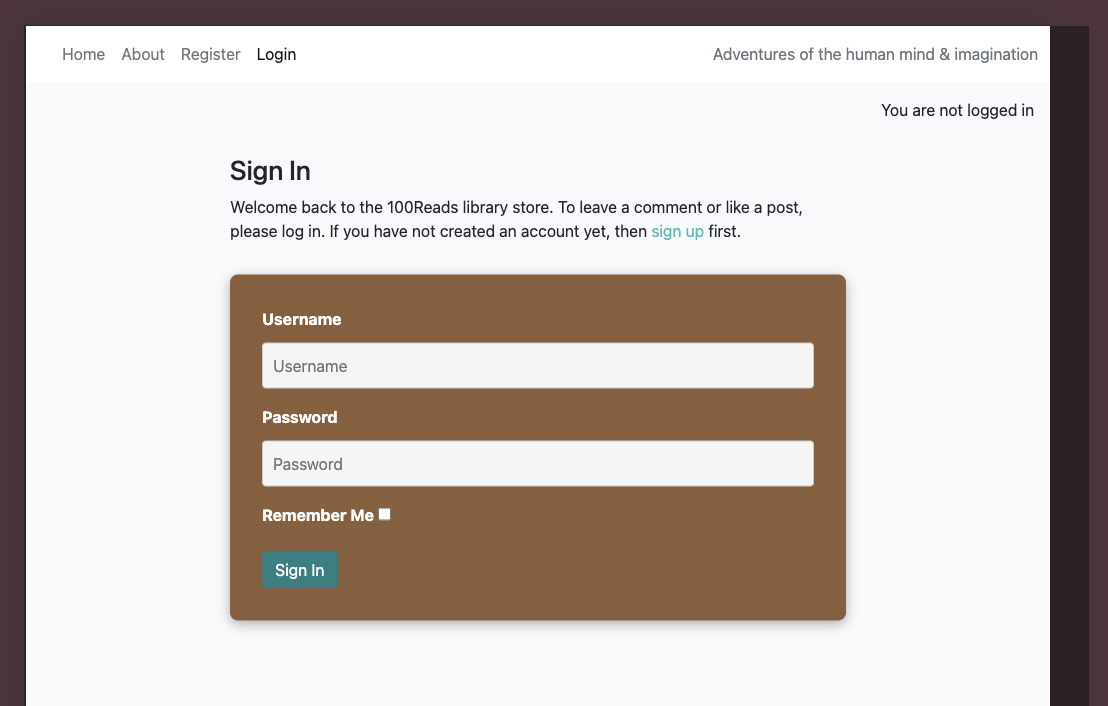 Home About Register Login Adventures of the human mind & imagination
You are not logged in
Sign In
Welcome back to the 100Reads library store. To leave a comment or like a post,
please log in. If you have not created an account yet, then sign up first.
Username
Username
Password
Password
Remember Me
Sign In